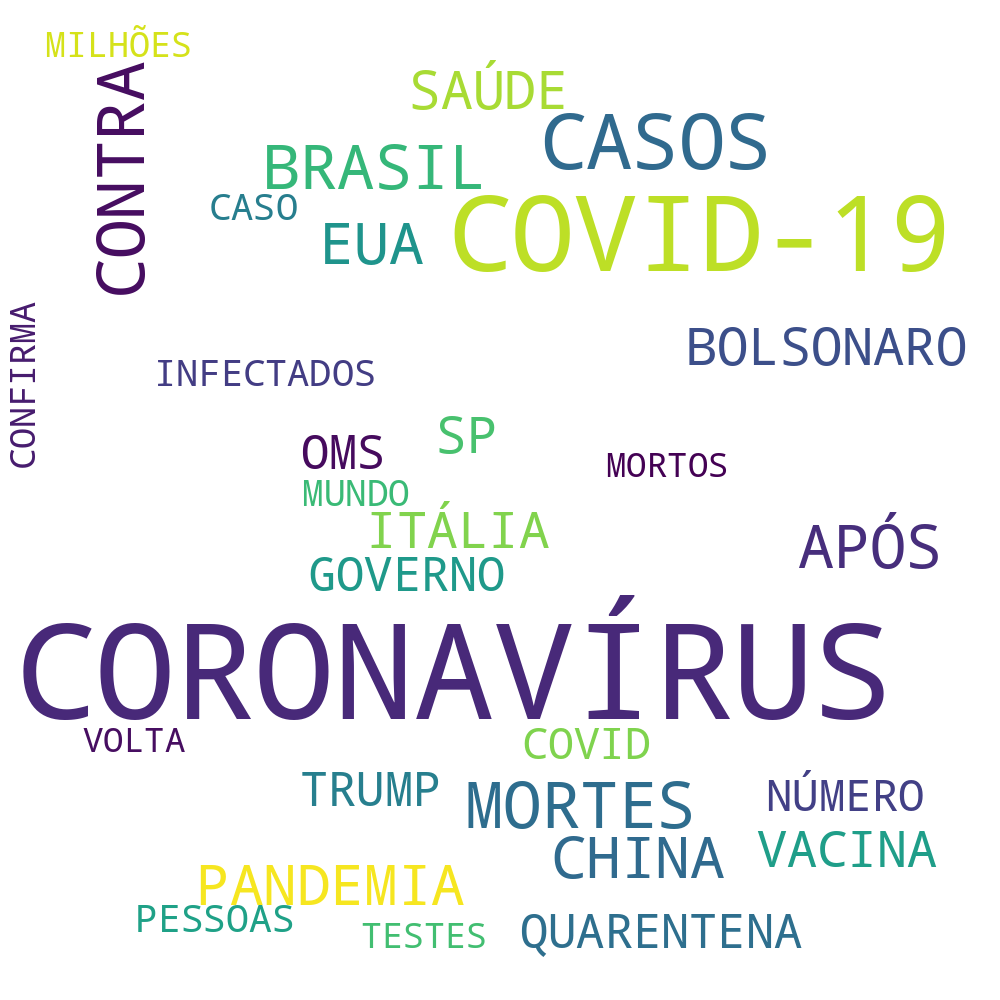 MILHÕES
CONTRA
SAÚDE
CASOS
BRASIL
CASO
COVID-19
EUA
CONFIRMA
BOLSONARO
INFECTADOS
SP
OMS
MORTOS
MUNDO
ITÁLIA
APÓS
GOVERNO
CORONAVÍRUS
VOLTA
COVID
TRUMP
MORTES
NÚMERO
CHINA
VACINA
PANDEMIA
PESSOAS
TESTES
QUARENTENA